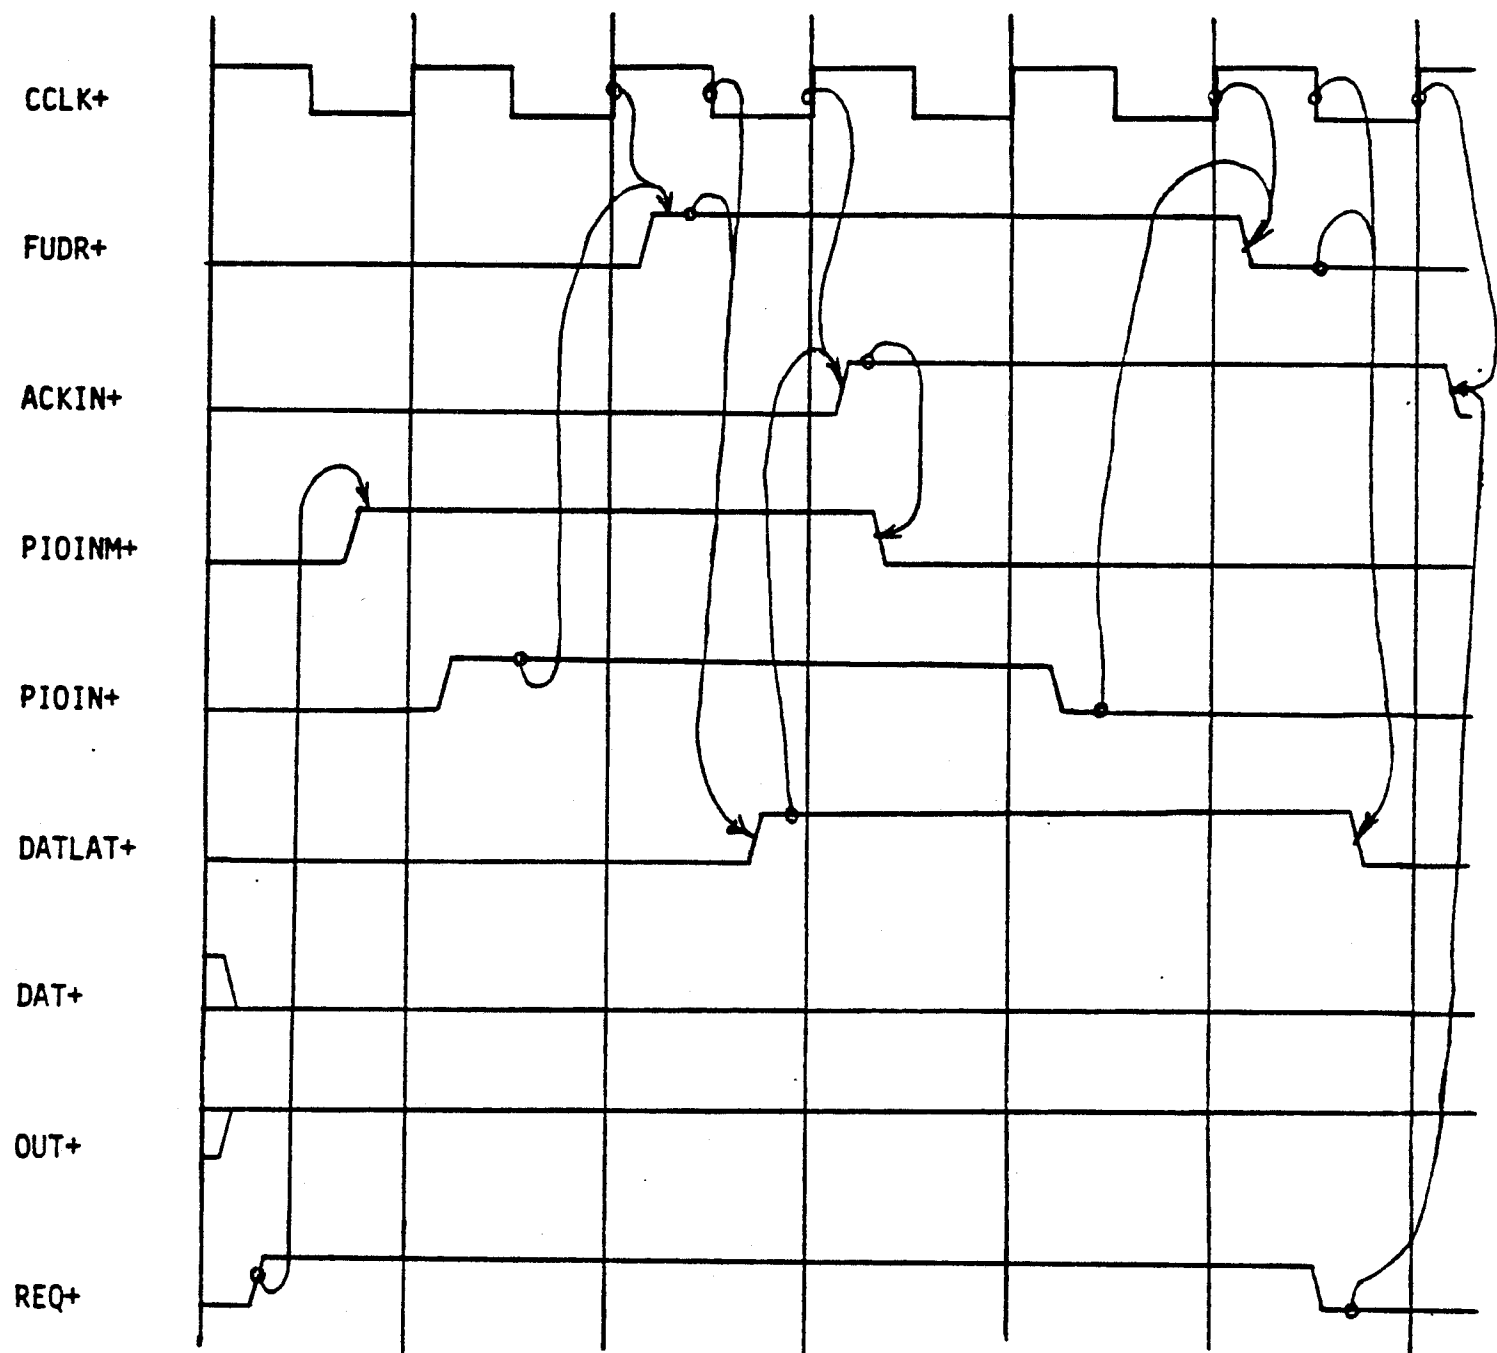 CCLK+
FUDR+
ACKIN+
PIOINM+
PIOIN+
DATLAT+
DAT+
OUT+
REQ+